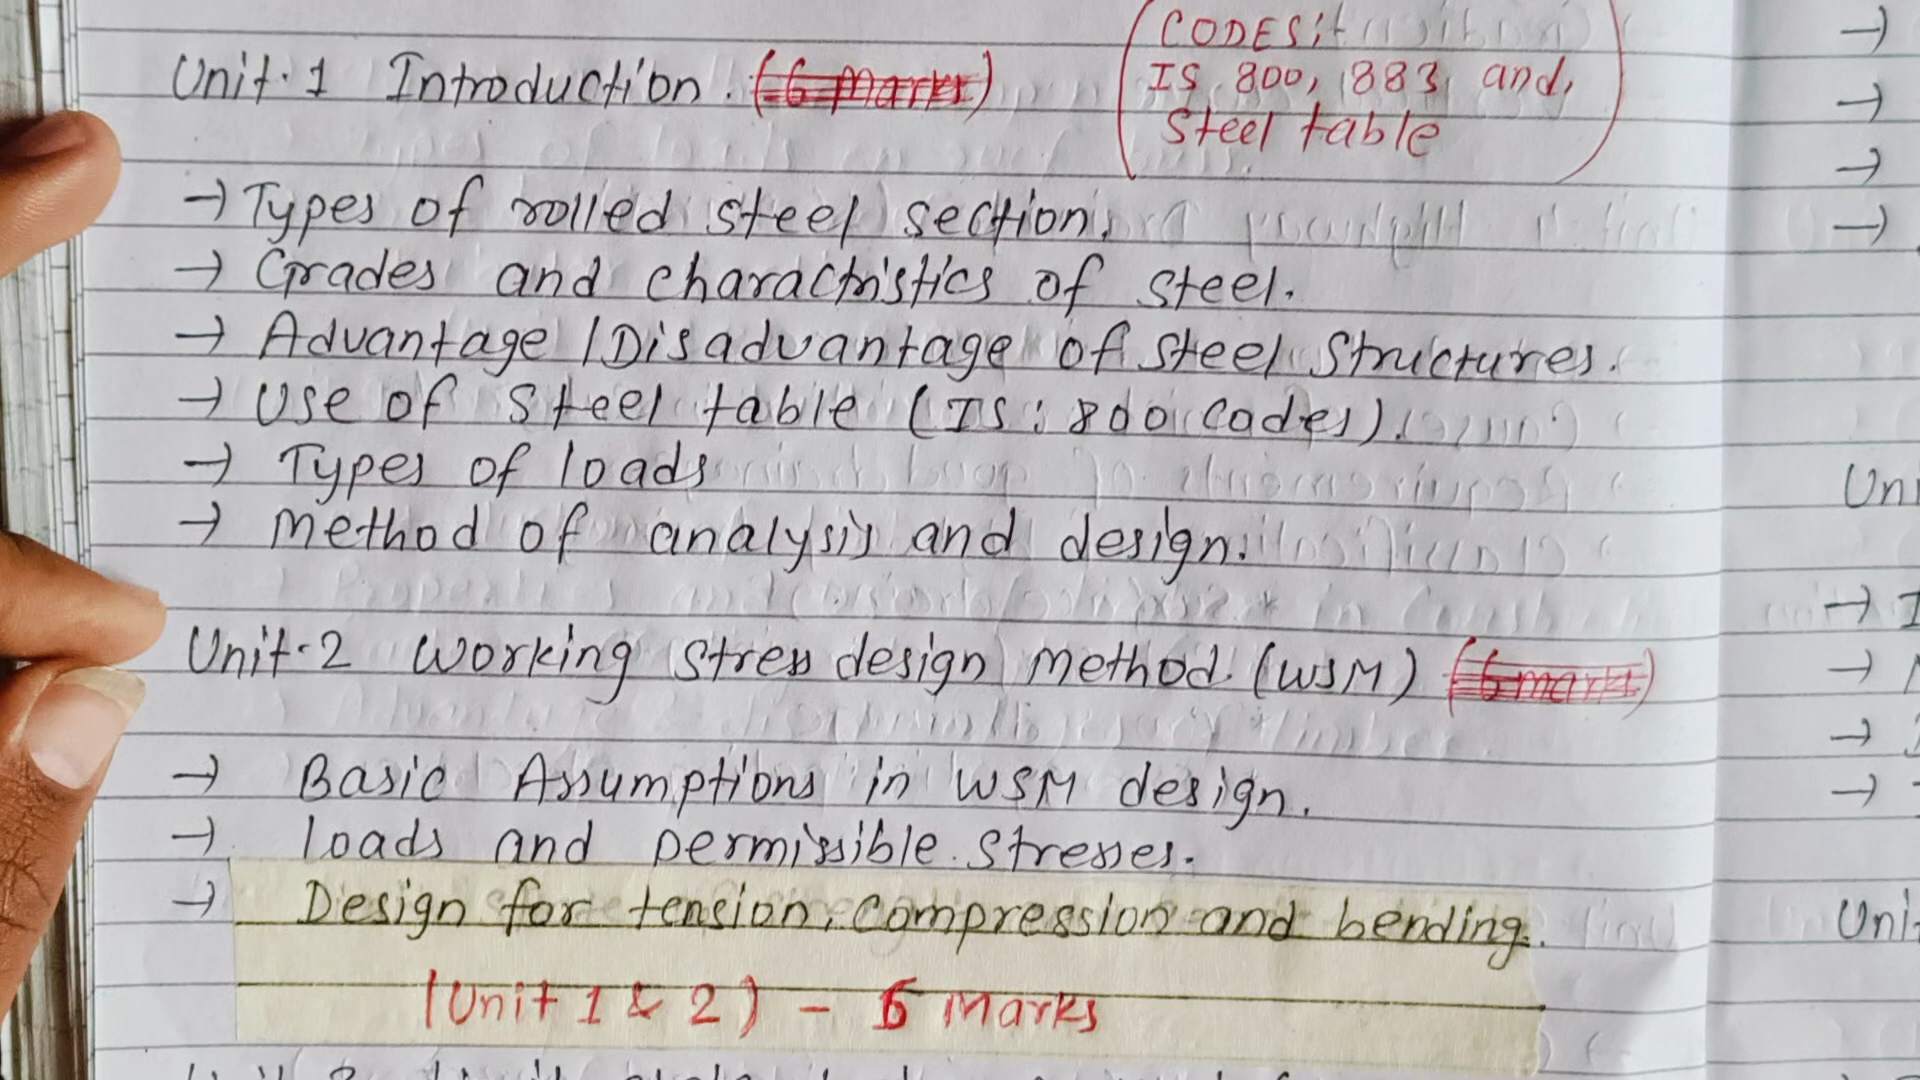 CODES:
IS 800, 883 and,
Steel table
Unit.1 Introduction. (6 Marks)
→ Types of rolled steel section.
→ Grades and charactristics of steel.
→ Advantage / Disadvantage of steel Structures.
→ Use of Steel table (IS: 800 codes).
→ Types of loads
→ Method of analysis and design.
Unit-2 Working Stress design Method. (WSM) (6 marks)
→ Basic Assumptions in WSM design.
→ loads and permissible stresses.
→ Design for tension, compression and bending.
(Unit 1 & 2) - Marks
Uni
Uni